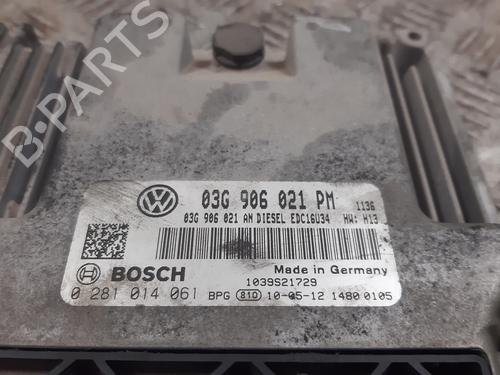 B-PARTS
03G 906 021 PM 1136
03G 906 021 AN DIESEL EDC16U34 HW: H13
BOSCH
Made in Germany
1039S21729
0 281 014 061 BPG 81D 10-05-12 1480 0105